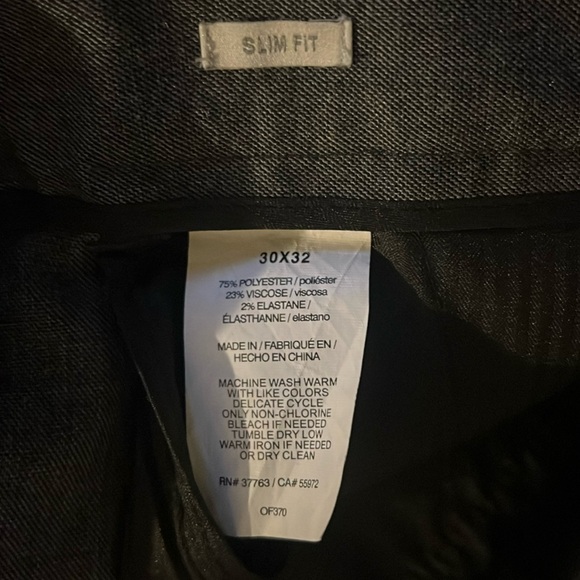 SLIM FIT
30X32
75% POLYESTER / poliéster
23% VISCOSE / viscosa
2% ELASTANE /
ÉLASTHANNE / elastano
MADE IN / FABRIQUÉ EN /
HECHO EN CHINA
MACHINE WASH WARM
WITH LIKE COLORS
DELICATE CYCLE
ONLY NON-CHLORINE
BLEACH IF NEEDED
TUMBLE DRY LOW
WARM IRON IF NEEDED
OR DRY CLEAN
RN# 37763 / CA# 55972
OF370